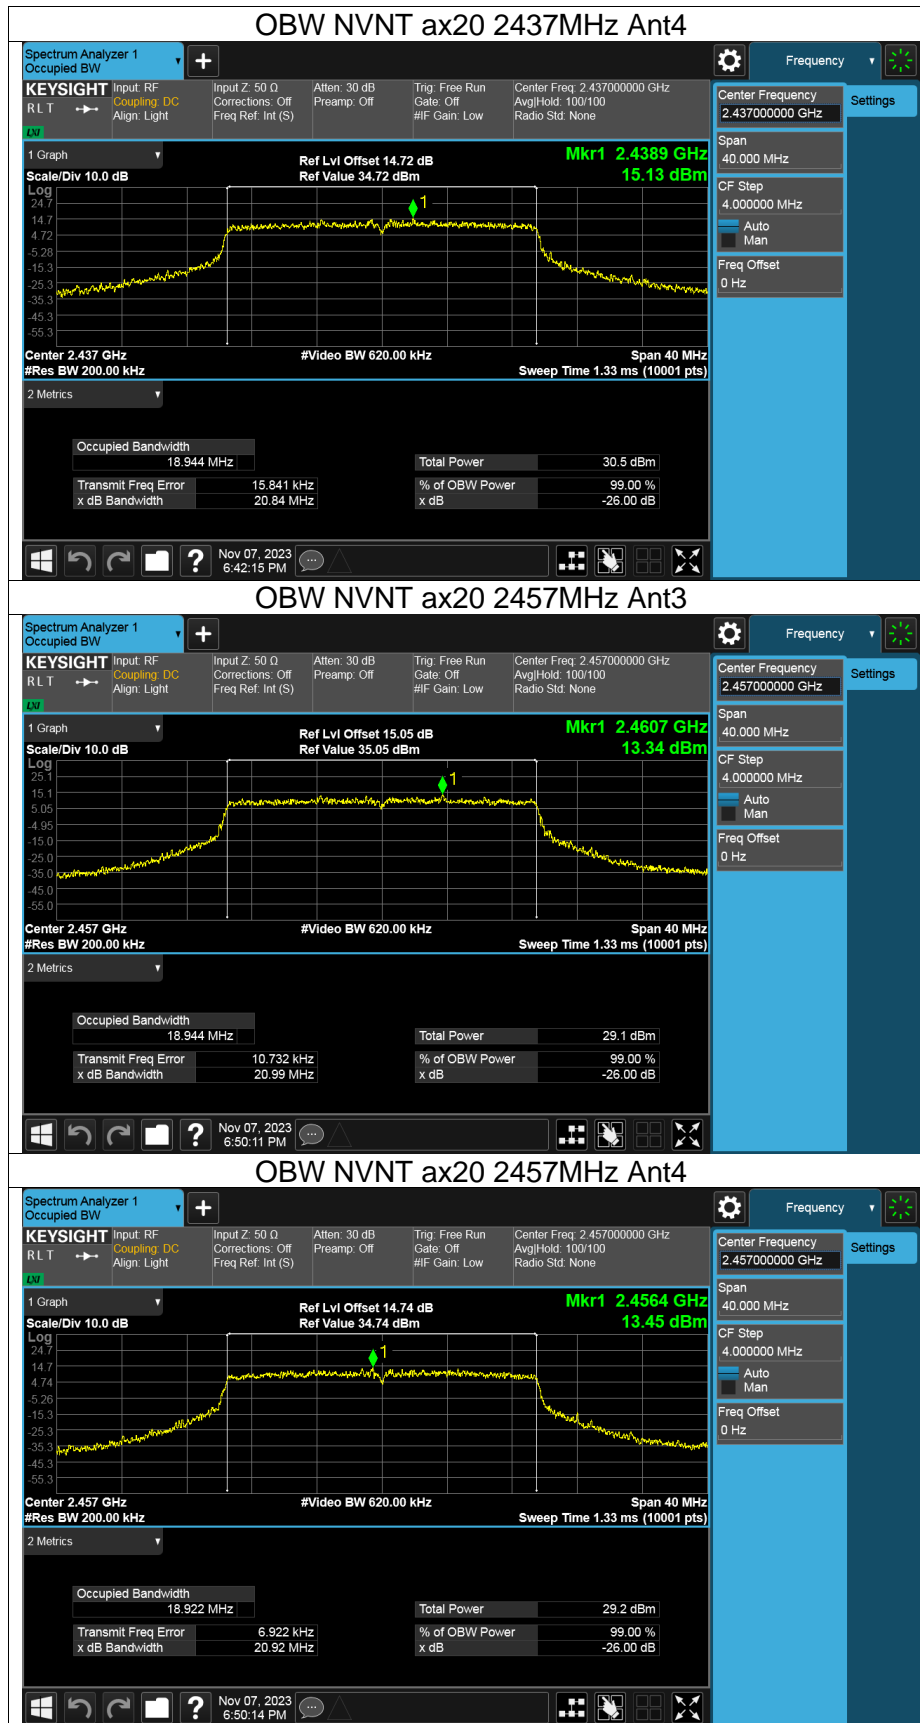 OBW NVNT ax20 2437MHz Ant4
Spectrum Analyzer 1
Occupied BW
+
Frequency
KEYSIGHT
RLT
LXI
Input: RF
Coupling: DC
Align: Light
Input Z: 50 Ω
Corrections: Off
Freq Ref: Int (S)
Atten: 30 dB
Preamp: Off
Trig: Free Run
Gate: Off
#IF Gain: Low
Center Freq: 2.437000000 GHz
Avg|Hold: 100/100
Radio Std: None
Center Frequency
2.437000000 GHz
Settings
Span
40.000 MHz
CF Step
4.000000 MHz
Auto
Man
Freq Offset
0 Hz
1 Graph
Scale/Div 10.0 dB
Ref Lvl Offset 14.72 dB
Ref Value 34.72 dBm
Mkr1 2.4389 GHz
15.13 dBm
Log
24.7
14.7
4.72
-5.28
-15.3
-25.3
-35.3
-45.3
-55.3
1
Center 2.437 GHz
#Res BW 200.00 kHz
#Video BW 620.00 kHz
Span 40 MHz
Sweep Time 1.33 ms (10001 pts)
2 Metrics
Occupied Bandwidth
18.944 MHz
Total Power 30.5 dBm
Transmit Freq Error 15.841 kHz
x dB Bandwidth 20.84 MHz
% of OBW Power 99.00 %
x dB -26.00 dB
?
Nov 07, 2023
6:42:15 PM
OBW NVNT ax20 2457MHz Ant3
Spectrum Analyzer 1
Occupied BW
+
Frequency
KEYSIGHT
RLT
LXI
Input: RF
Coupling: DC
Align: Light
Input Z: 50 Ω
Corrections: Off
Freq Ref: Int (S)
Atten: 30 dB
Preamp: Off
Trig: Free Run
Gate: Off
#IF Gain: Low
Center Freq: 2.457000000 GHz
Avg|Hold: 100/100
Radio Std: None
Center Frequency
2.457000000 GHz
Settings
Span
40.000 MHz
CF Step
4.000000 MHz
Auto
Man
Freq Offset
0 Hz
1 Graph
Scale/Div 10.0 dB
Ref Lvl Offset 15.05 dB
Ref Value 35.05 dBm
Mkr1 2.4607 GHz
13.34 dBm
Log
25.1
15.1
5.05
-4.95
-15.0
-25.0
-35.0
-45.0
-55.0
1
Center 2.457 GHz
#Res BW 200.00 kHz
#Video BW 620.00 kHz
Span 40 MHz
Sweep Time 1.33 ms (10001 pts)
2 Metrics
Occupied Bandwidth
18.944 MHz
Total Power 29.1 dBm
Transmit Freq Error 10.732 kHz
x dB Bandwidth 20.99 MHz
% of OBW Power 99.00 %
x dB -26.00 dB
?
Nov 07, 2023
6:50:11 PM
OBW NVNT ax20 2457MHz Ant4
Spectrum Analyzer 1
Occupied BW
+
Frequency
KEYSIGHT
RLT
LXI
Input: RF
Coupling: DC
Align: Light
Input Z: 50 Ω
Corrections: Off
Freq Ref: Int (S)
Atten: 30 dB
Preamp: Off
Trig: Free Run
Gate: Off
#IF Gain: Low
Center Freq: 2.457000000 GHz
Avg|Hold: 100/100
Radio Std: None
Center Frequency
2.457000000 GHz
Settings
Span
40.000 MHz
CF Step
4.000000 MHz
Auto
Man
Freq Offset
0 Hz
1 Graph
Scale/Div 10.0 dB
Ref Lvl Offset 14.74 dB
Ref Value 34.74 dBm
Mkr1 2.4564 GHz
13.45 dBm
Log
24.7
14.7
4.74
-5.26
-15.3
-25.3
-35.3
-45.3
-55.3
1
Center 2.457 GHz
#Res BW 200.00 kHz
#Video BW 620.00 kHz
Span 40 MHz
Sweep Time 1.33 ms (10001 pts)
2 Metrics
Occupied Bandwidth
18.922 MHz
Total Power 29.2 dBm
Transmit Freq Error 6.922 kHz
x dB Bandwidth 20.92 MHz
% of OBW Power 99.00 %
x dB -26.00 dB
?
Nov 07, 2023
6:50:14 PM